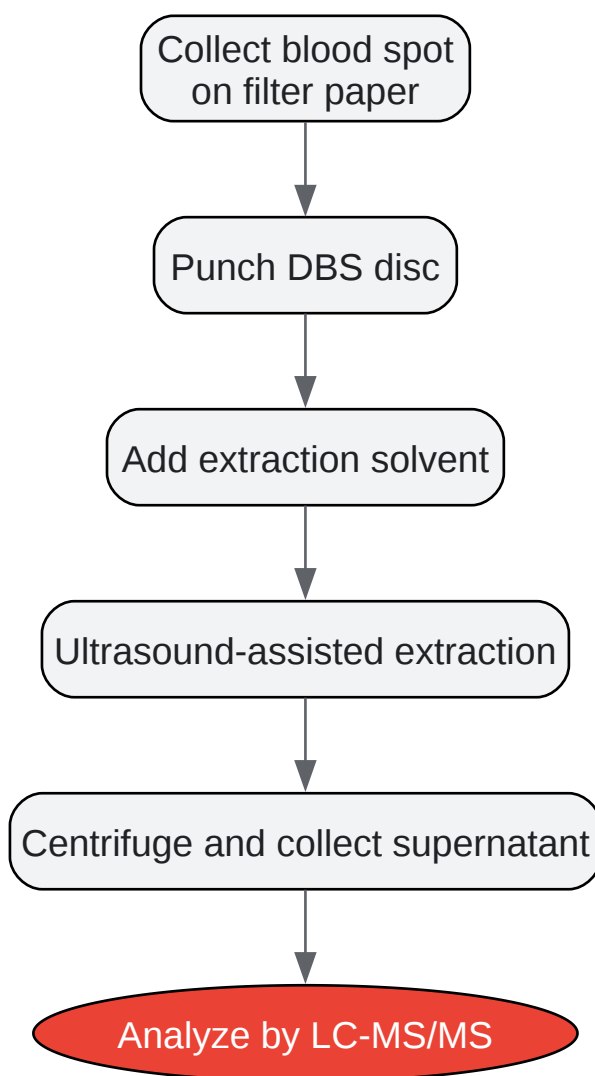 Collect blood spot
on filter paper
Punch DBS disc
Add extraction solvent
Ultrasound-assisted extraction
Centrifuge and collect supernatant
Analyze by LC-MS/MS